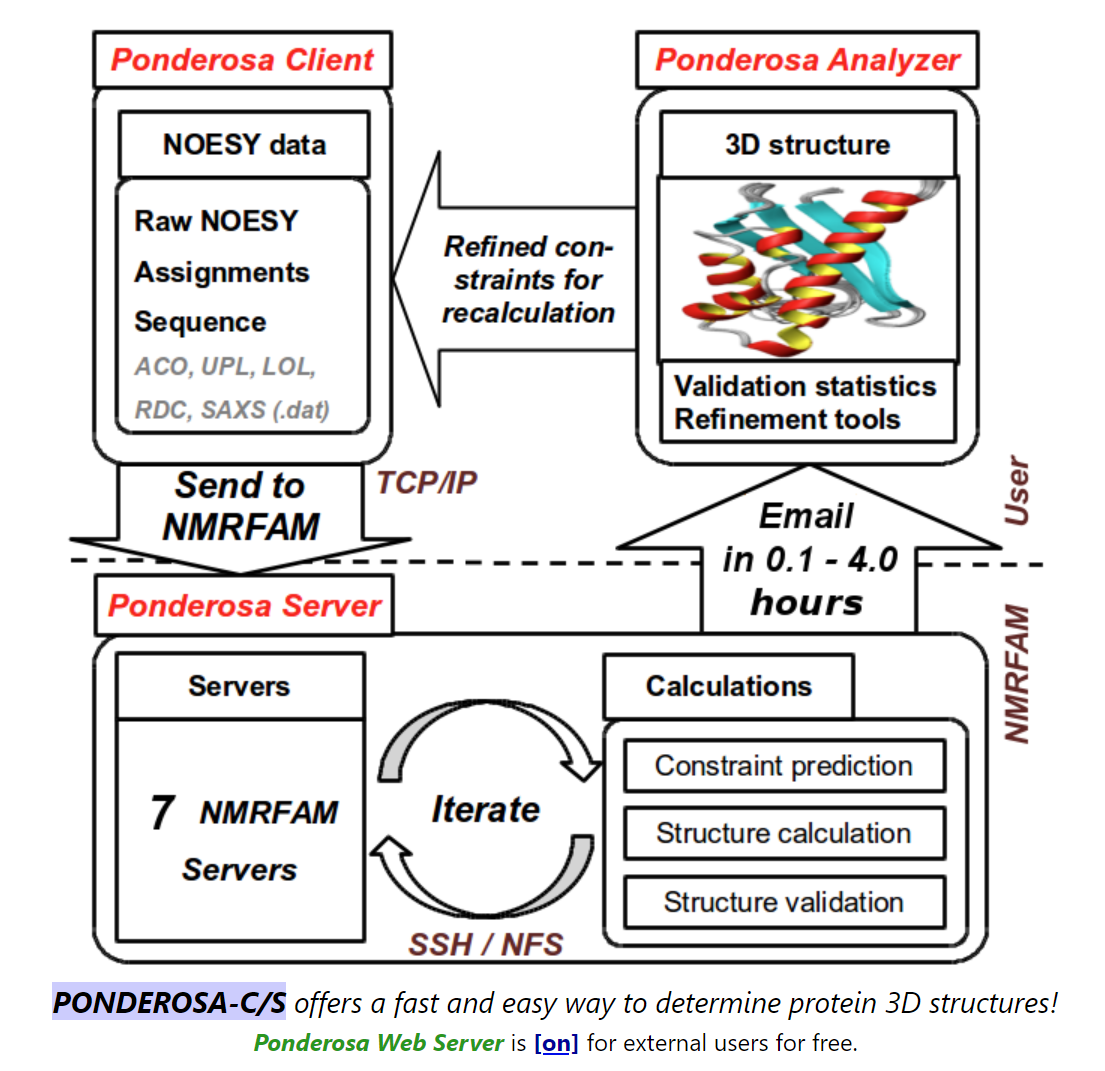 Ponderosa Client
NOESY data
Raw NOESY
Assignments
Sequence
ACO, UPL, LOL,
RDC, SAXS (.dat)
Refined con-
straints for
recalculation
Ponderosa Analyzer
3D structure
Validation statistics
Refinement tools
Send to
NMRFAM
TCP/IP
Email
in 0.1 - 4.0
hours
User
NMRFAM
Ponderosa Server
Servers
7 NMRFAM
Servers
Iterate
SSH / NFS
Calculations
Constraint prediction
Structure calculation
Structure validation
PONDEROSA-C/S offers a fast and easy way to determine protein 3D structures!
Ponderosa Web Server is [on] for external users for free.